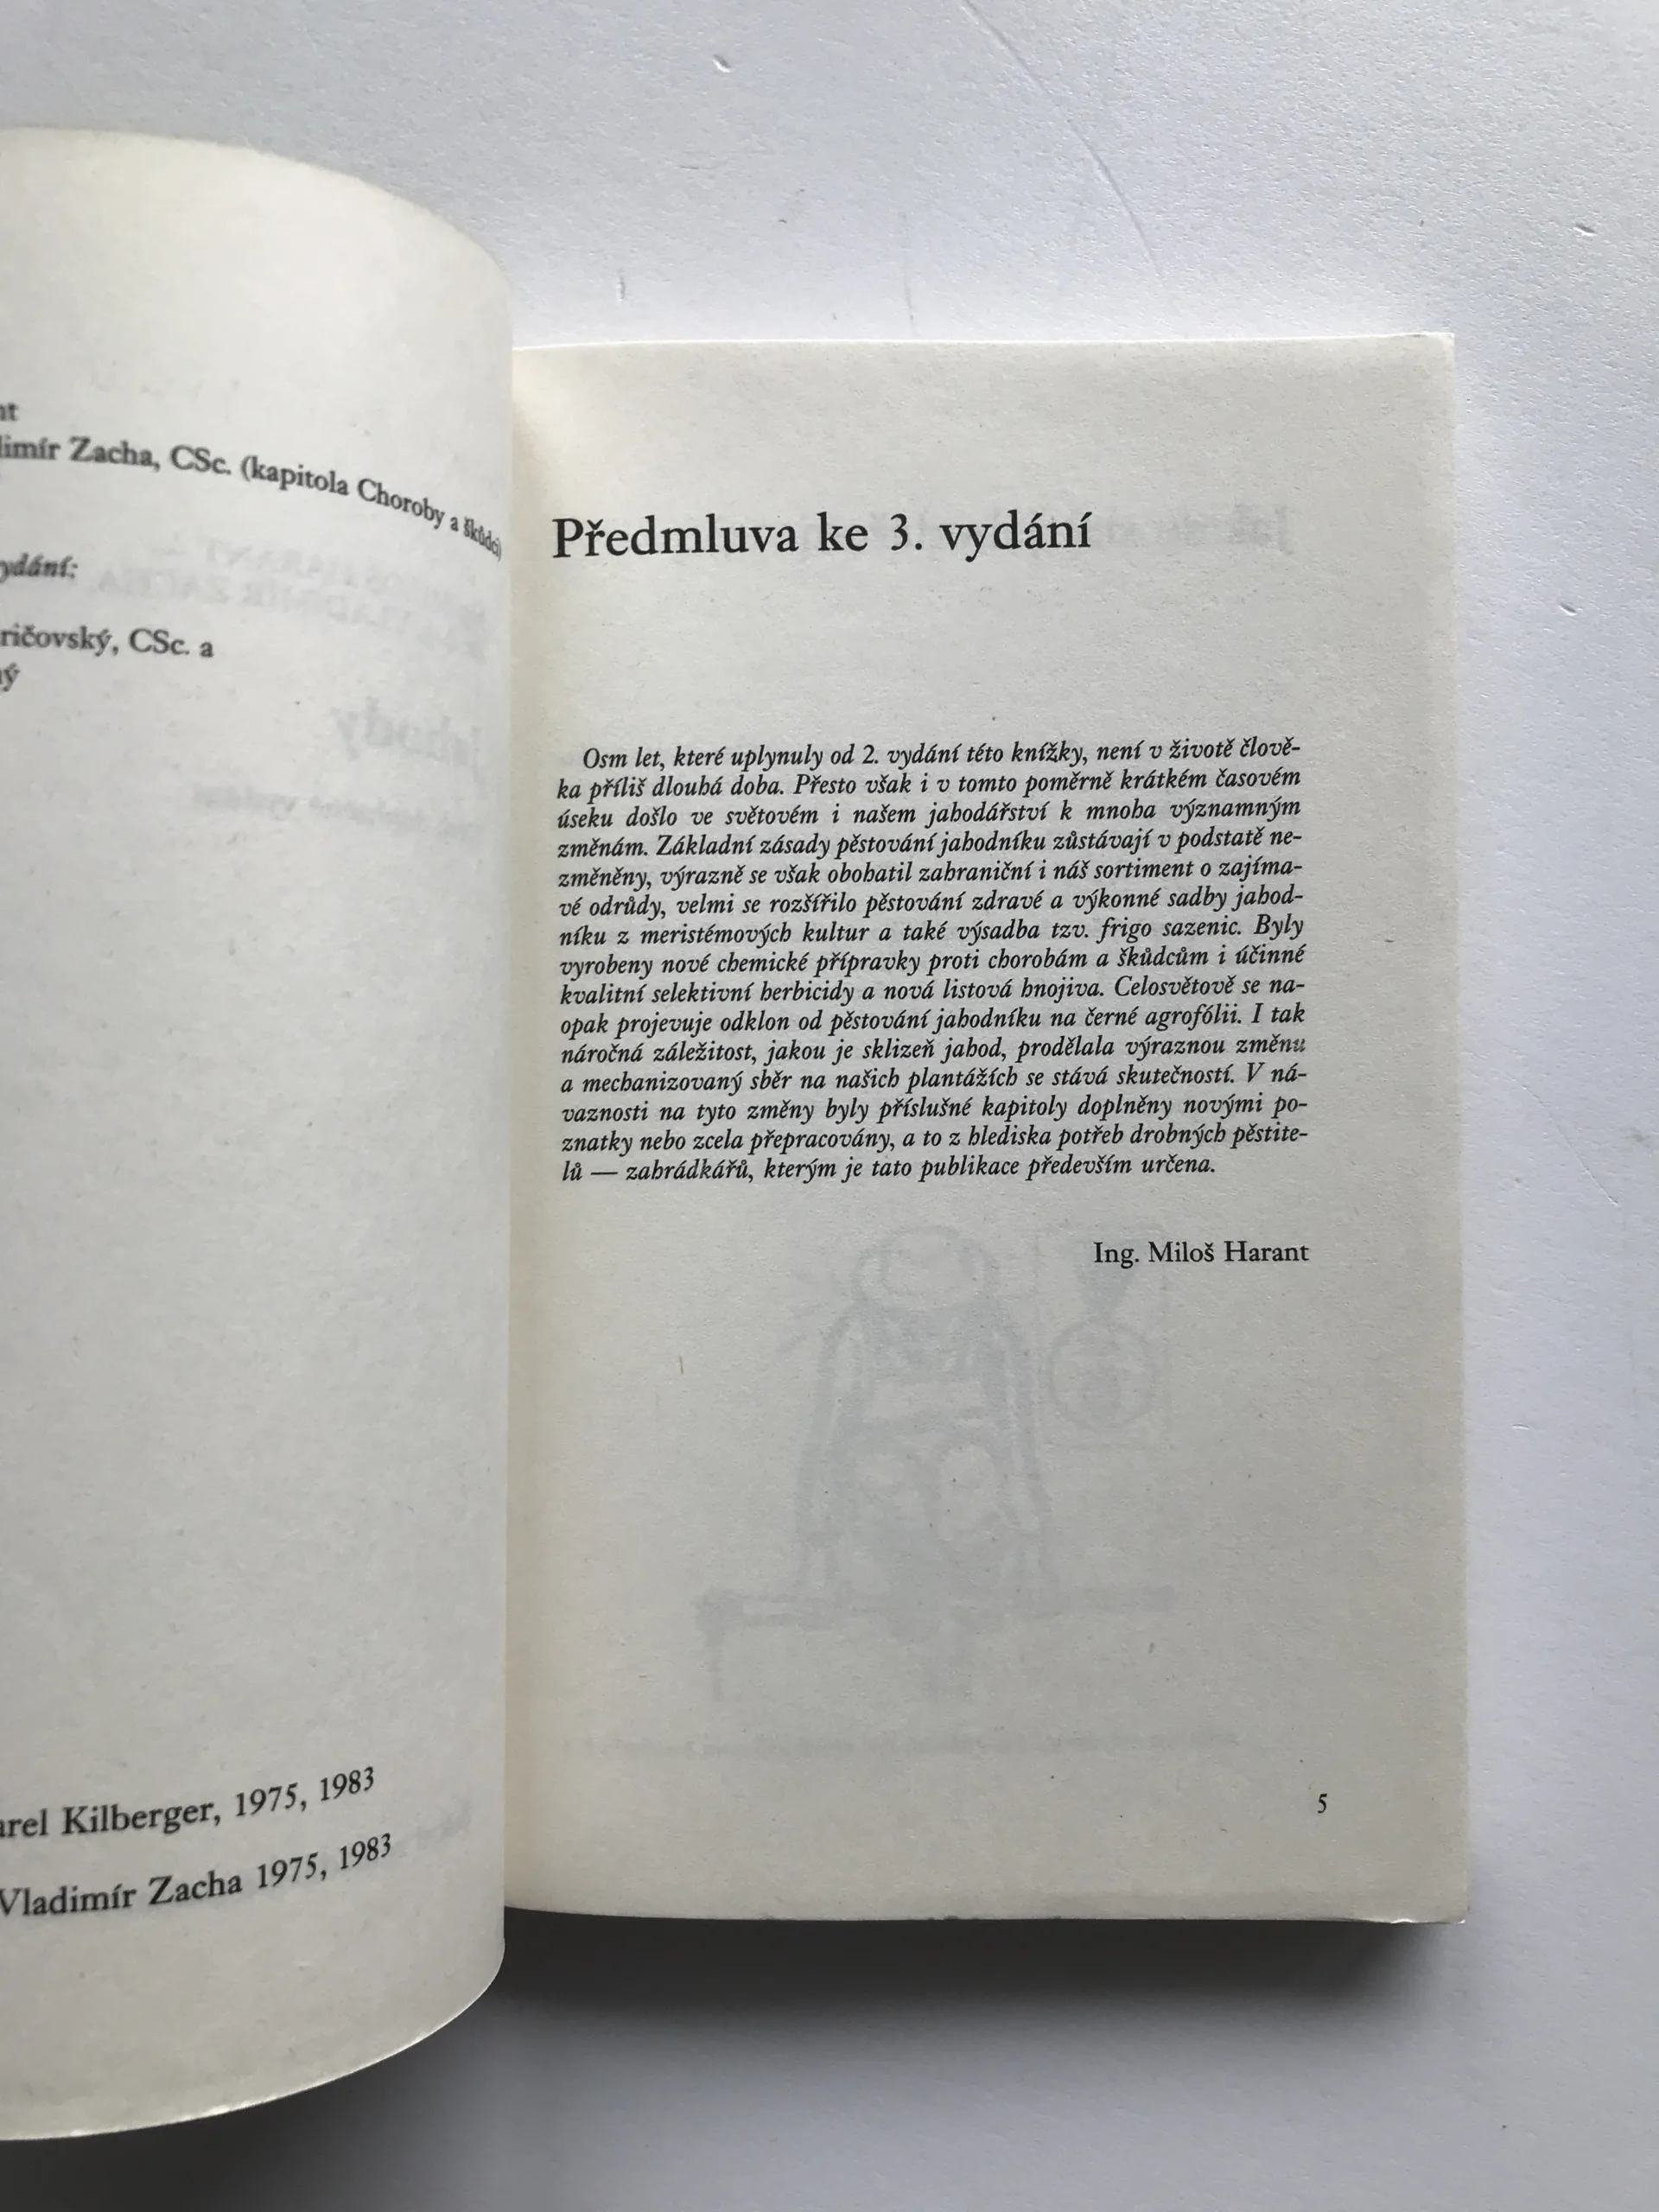 limír Zacha, CSc. (kapitola Choroby a škůdci)
ydání:
ričovský, CSc. a
arel Kilberger, 1975, 1983
Vladimír Zacha 1975, 1983
Předmluva ke 3. vydání
Osm let, které uplynuly od 2. vydání této knížky, není v životě člově-
ka příliš dlouhá doba. Přesto však i v tomto poměrně krátkém časovém
úseku došlo ve světovém i našem jahodářství k mnoha významným
změnám. Základní zásady pěstování jahodníku zůstávají v podstatě ne-
změněny, výrazně se však obohatil zahraniční i náš sortiment o zajíma-
vé odrůdy, velmi se rozšířilo pěstování zdravé a výkonné sadby jahod-
níku z meristémových kultur a také výsadba tzv. frigo sazenic. Byly
vyrobeny nové chemické přípravky proti chorobám a škůdcům i účinné
kvalitní selektivní herbicidy a nová listová hnojiva. Celosvětově se na-
opak projevuje odklon od pěstování jahodníku na černé agrofólii. I tak
náročná záležitost, jakou je sklizeň jahod, prodělala výraznou změnu
a mechanizovaný sběr na našich plantážích se stává skutečností. V ná-
vaznosti na tyto změny byly příslušné kapitoly doplněny novými po-
znatky nebo zcela přepracovány, a to z hlediska potřeb drobných pěstite-
lů — zahrádkářů, kterým je tato publikace především určena.
Ing. Miloš Harant
5